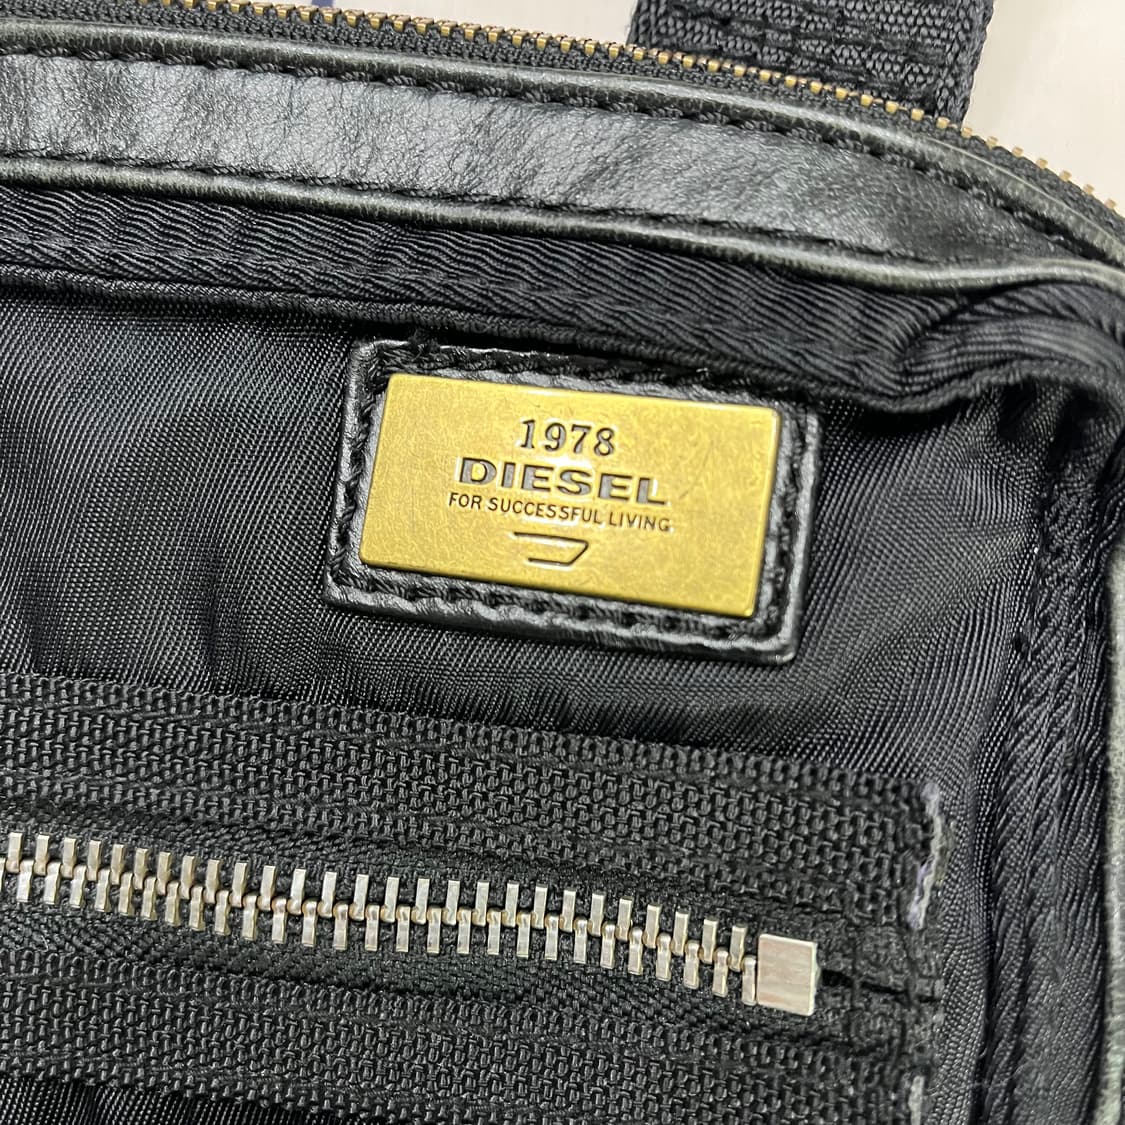 1978
DIESEL
FOR SUCCESSFUL LIVING